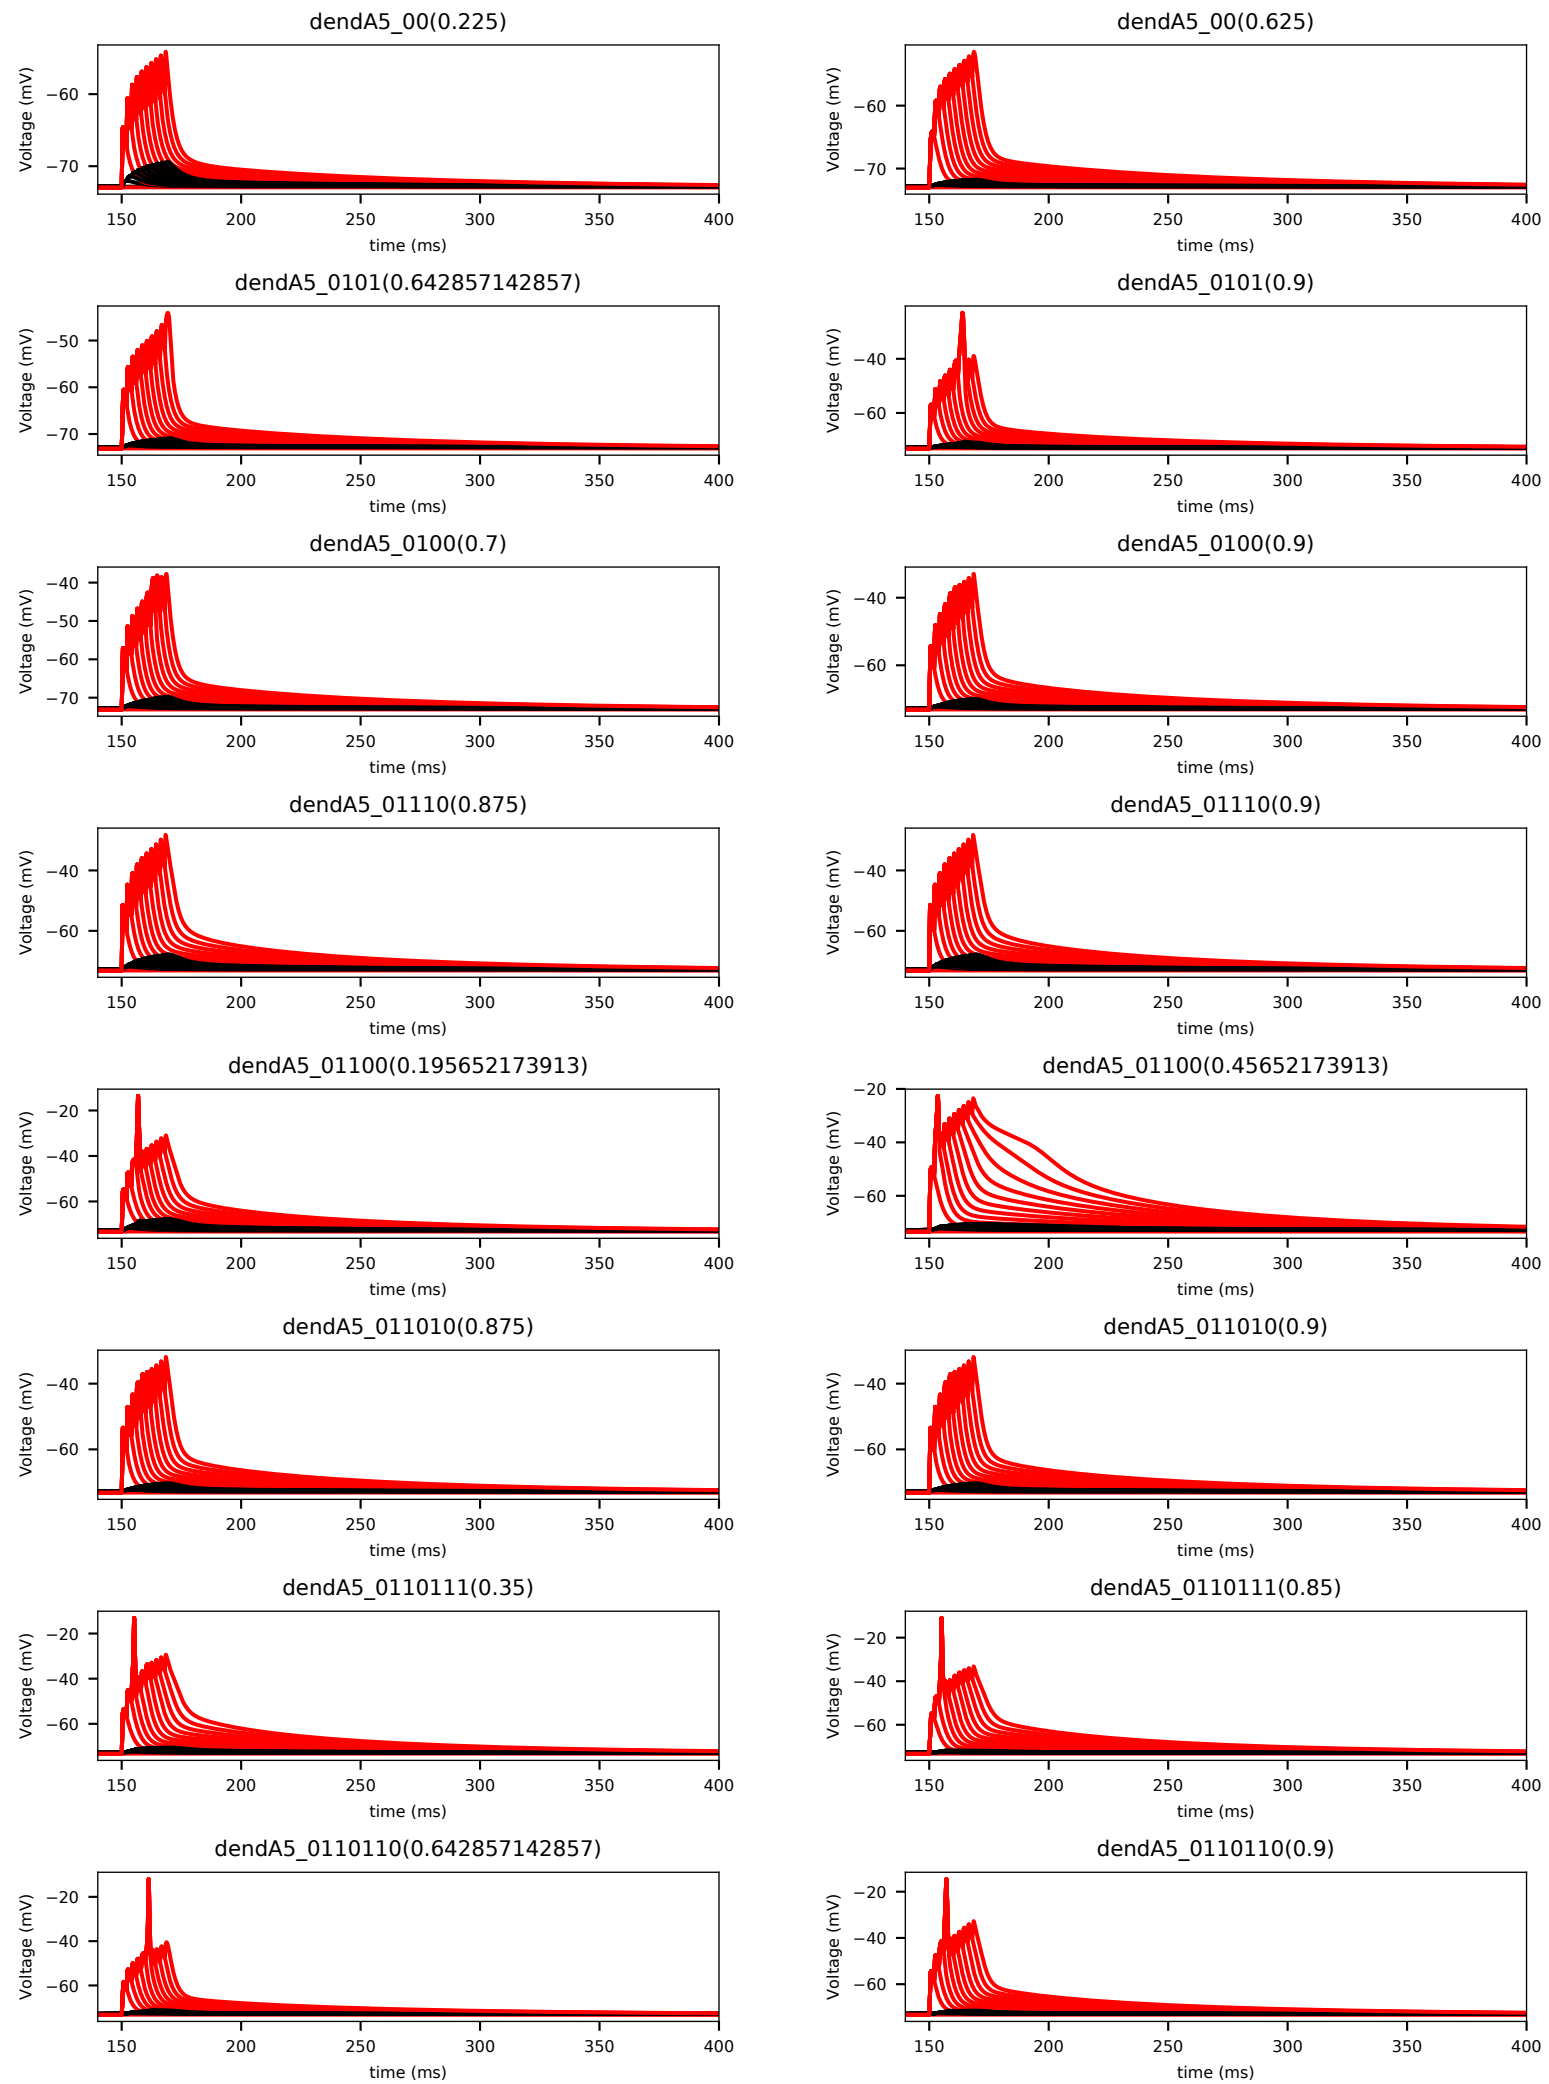 dendA5_00(0.225)
Voltage (mV)
−60
−70
150 200 250 300 350 400
time (ms)
dendA5_00(0.625)
Voltage (mV)
−60
−70
150 200 250 300 350 400
time (ms)
dendA5_0101(0.642857142857)
Voltage (mV)
−50
−60
−70
150 200 250 300 350 400
time (ms)
dendA5_0101(0.9)
Voltage (mV)
−40
−60
150 200 250 300 350 400
time (ms)
dendA5_0100(0.7)
Voltage (mV)
−40
−50
−60
−70
150 200 250 300 350 400
time (ms)
dendA5_0100(0.9)
Voltage (mV)
−40
−60
150 200 250 300 350 400
time (ms)
dendA5_01110(0.875)
Voltage (mV)
−40
−60
150 200 250 300 350 400
time (ms)
dendA5_01110(0.9)
Voltage (mV)
−40
−60
150 200 250 300 350 400
time (ms)
dendA5_01100(0.195652173913)
Voltage (mV)
−20
−40
−60
150 200 250 300 350 400
time (ms)
dendA5_01100(0.45652173913)
Voltage (mV)
−20
−40
−60
150 200 250 300 350 400
time (ms)
dendA5_011010(0.875)
Voltage (mV)
−40
−60
150 200 250 300 350 400
time (ms)
dendA5_011010(0.9)
Voltage (mV)
−40
−60
150 200 250 300 350 400
time (ms)
dendA5_0110111(0.35)
Voltage (mV)
−20
−40
−60
150 200 250 300 350 400
time (ms)
dendA5_0110111(0.85)
Voltage (mV)
−20
−40
−60
150 200 250 300 350 400
time (ms)
dendA5_0110110(0.642857142857)
Voltage (mV)
−20
−40
−60
150 200 250 300 350 400
time (ms)
dendA5_0110110(0.9)
Voltage (mV)
−20
−40
−60
150 200 250 300 350 400
time (ms)